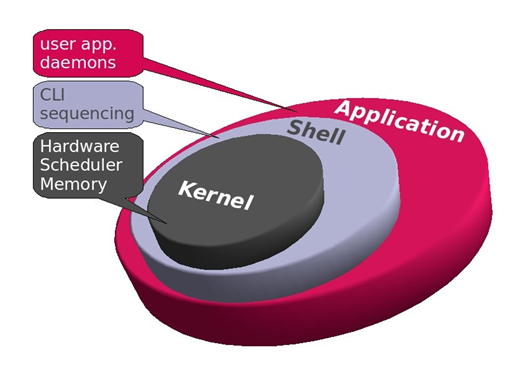 user app.
daemons
CLI
sequencing
Hardware
Scheduler
Memory
Application
Shell
Kernel